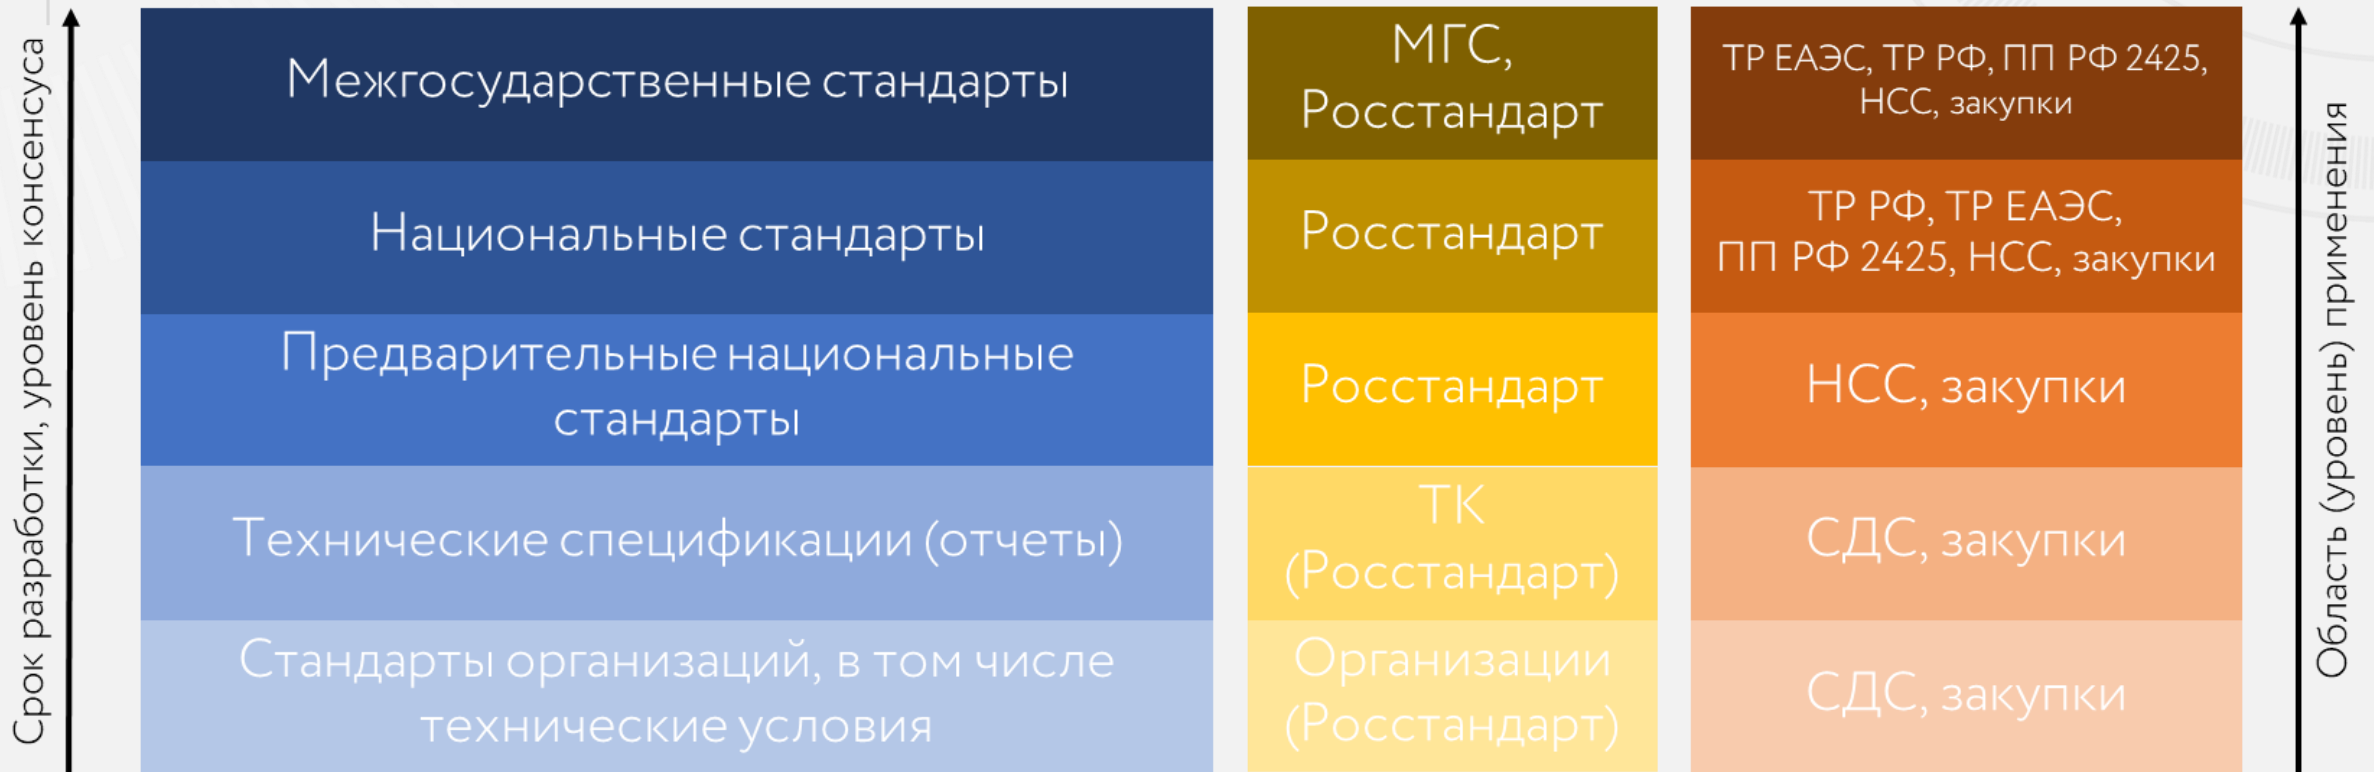 Срок разработки, уровень консенсуса
Межгосударственные стандарты
МГС,
Росстандарт
ТР ЕАЭС, ТР РФ, ПП РФ 2425,
НСС, закупки
Национальные стандарты
Росстандарт
ТР РФ, ТР ЕАЭС,
ПП РФ 2425, НСС, закупки
Предварительные национальные
стандарты
Росстандарт
НСС, закупки
Технические спецификации (отчеты)
ТК
(Росстандарт)
СДС, закупки
Стандарты организаций, в том числе
технические условия
Организации
(Росстандарт)
СДС, закупки
Область (уровень) применения